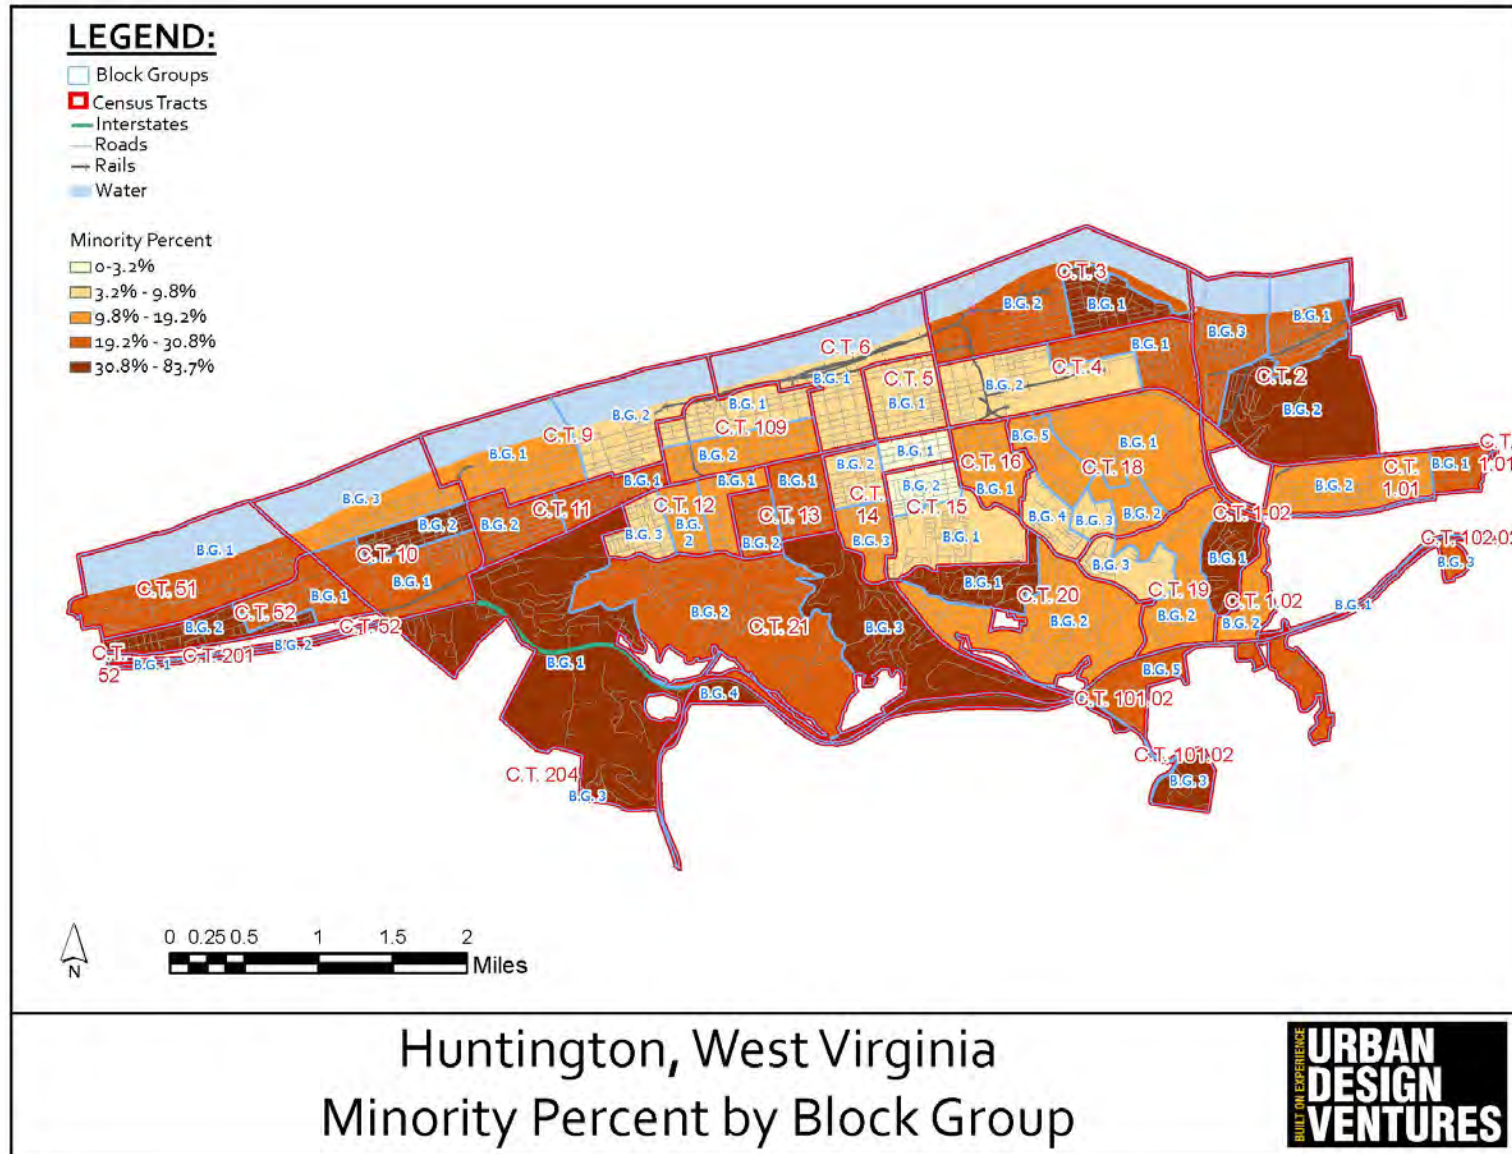 LEGEND:
Block Groups
Census Tracts
Interstates
Roads
Rails
Water
Minority Percent
0-3.2%
3.2% - 9.8%
9.8% - 19.2%
19.2% - 30.8%
30.8% - 83.7%
C.T. 3
B.G. 2
B.G. 1
B.G. 3
B.G. 1
C.T. 6
B.G. 1
C.T. 4
B.G. 1
C.T. 2
B.G. 1
C.T. 5
B.G. 2
B.G. 1
B.G. 2
B.G. 1
B.G. 2
C.T. 9
C.T. 109
B.G. 5
B.G. 1
C.T. 1.01
B.G. 1
B.G. 2
B.G. 2
B.G. 1
C.T. 16
C.T. 18
B.G. 2
C.T. 1.01
B.G. 3
B.G. 1
B.G. 1
B.G. 1
B.G. 2
B.G. 1
C.T. 11
C.T. 12
C.T. 13
C.T. 14
C.T. 15
B.G. 4
B.G. 3
B.G. 2
C.T. 1.02
B.G. 2
B.G. 2
B.G. 3
B.G. 2
B.G. 2
B.G. 3
B.G. 1
C.T. 102.02
B.G. 1
C.T. 10
B.G. 3
B.G. 1
B.G. 3
C.T. 51
B.G. 1
B.G. 1
B.G. 1
C.T. 20
C.T. 19
C.T. 1.02
B.G. 1
C.T. 52
B.G. 2
C.T. 52
B.G. 2
C.T. 21
B.G. 3
B.G. 2
B.G. 2
B.G. 2
C.T. 52
B.G. 1
C.T. 201
B.G. 2
B.G. 1
B.G. 4
B.G. 5
C.T. 101.02
C.T. 101.02
B.G. 3
C.T. 204
B.G. 3
N
0 0.25 0.5 1 1.5 2
Miles
Huntington, West Virginia
Minority Percent by Block Group
BUILT ON EXPERIENCE
URBAN
DESIGN
VENTURES